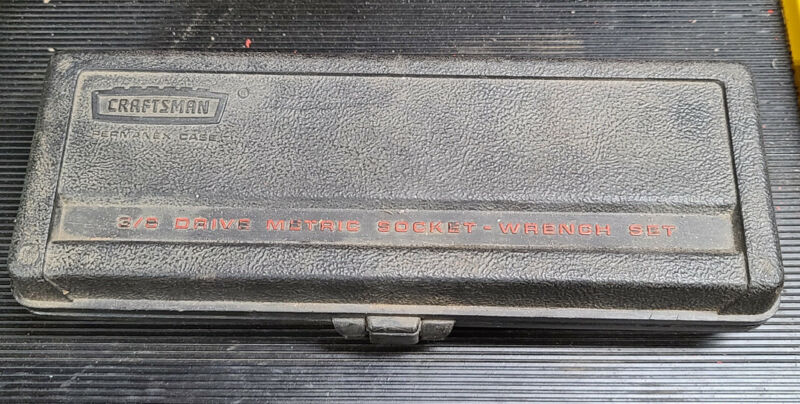 CRAFTSMAN
PERMANEX CASE
3/8 DRIVE METRIC SOCKET-WRENCH SET